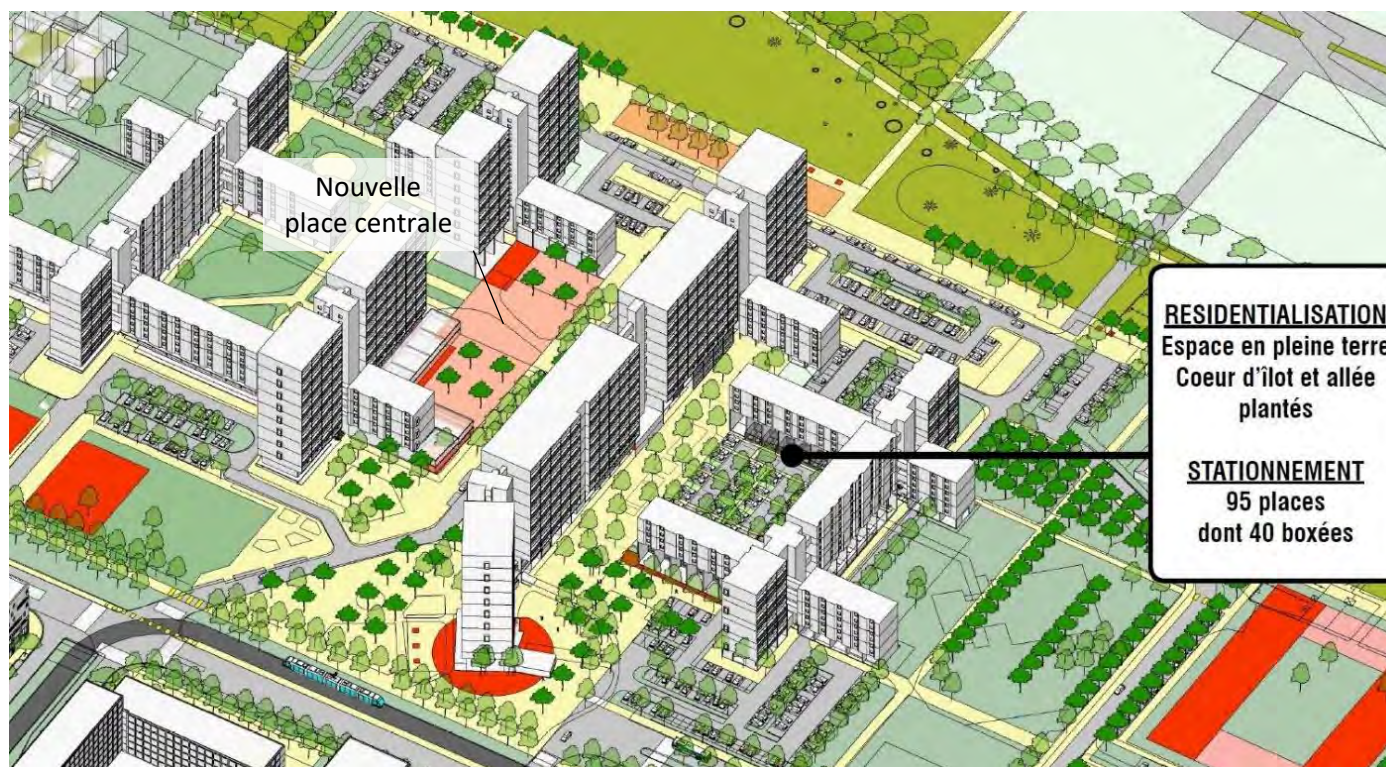 Nouvelle
place centrale
RESIDENTIALISATION
Espace en pleine terre
Coeur d'îlot et allée
plantés
STATIONNEMENT
95 places
dont 40 boxées